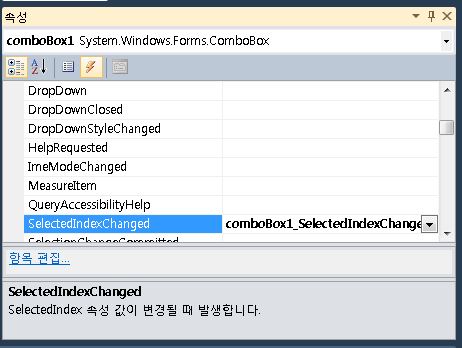 속성
comboBox1 System.Windows.Forms.ComboBox
DropDown
DropDownClosed
DropDownStyleChanged
HelpRequested
ImeModeChanged
MeasureItem
QueryAccessibilityHelp
SelectedIndexChanged comboBox1_SelectedIndexChange
SelectionChangeCommitted
항목 편집...
SelectedIndexChanged
SelectedIndex 속성 값이 변경될 때 발생합니다.